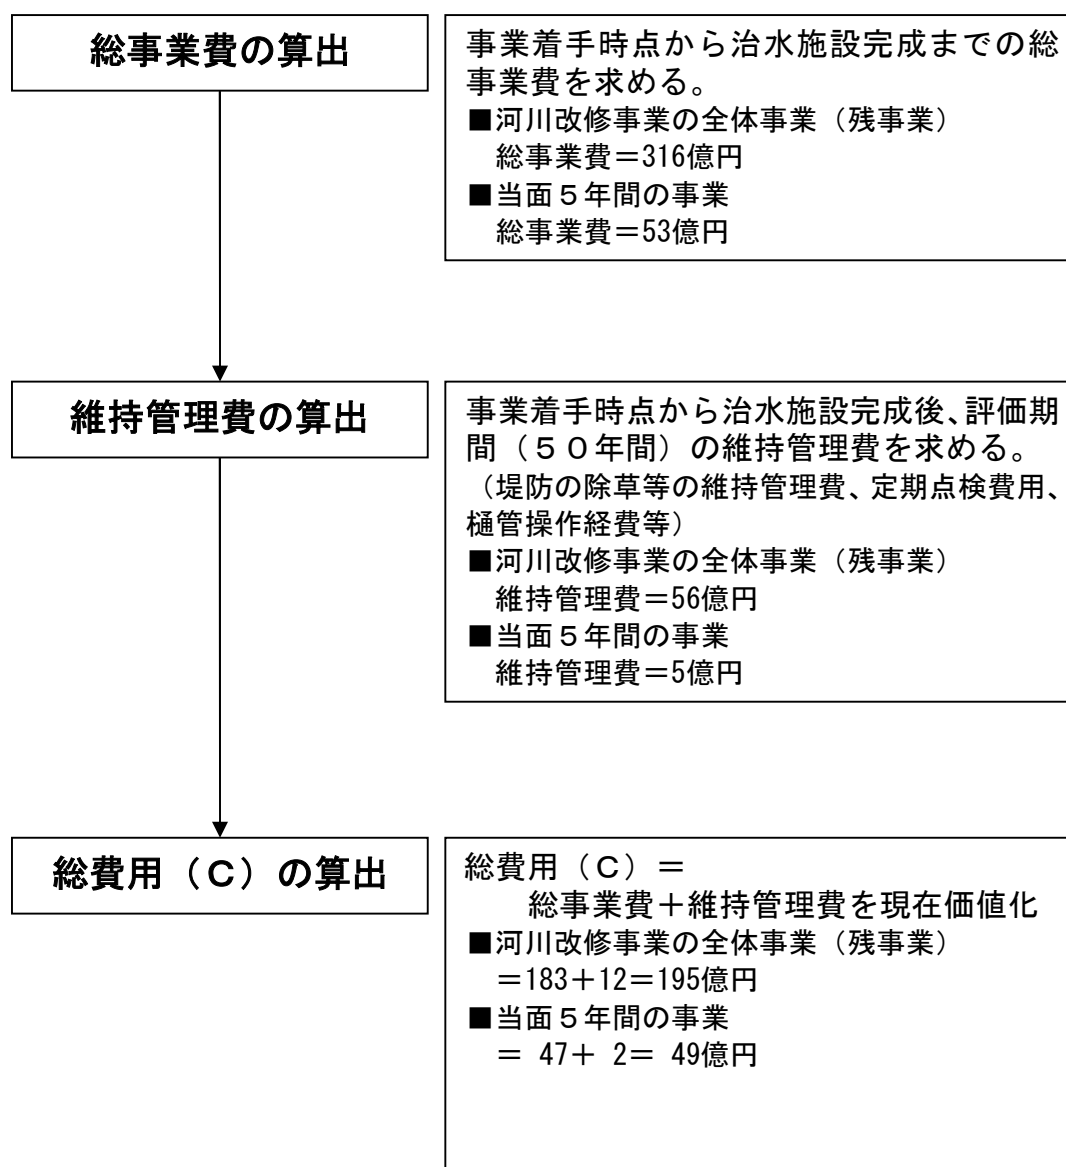 総事業費の算出
事業着手時点から治水施設完成までの総
事業費を求める。
■河川改修事業の全体事業（残事業）
総事業費＝316億円
■当面５年間の事業
総事業費＝53億円
維持管理費の算出
事業着手時点から治水施設完成後、評価期
間（５０年間）の維持管理費を求める。
（堤防の除草等の維持管理費、定期点検費用、
樋管操作経費等）
■河川改修事業の全体事業（残事業）
維持管理費＝56億円
■当面５年間の事業
維持管理費＝5億円
総費用（Ｃ）の算出
総費用（Ｃ）＝
総事業費＋維持管理費を現在価値化
■河川改修事業の全体事業（残事業）
＝183＋12＝195億円
■当面５年間の事業
＝ 47＋ 2＝ 49億円